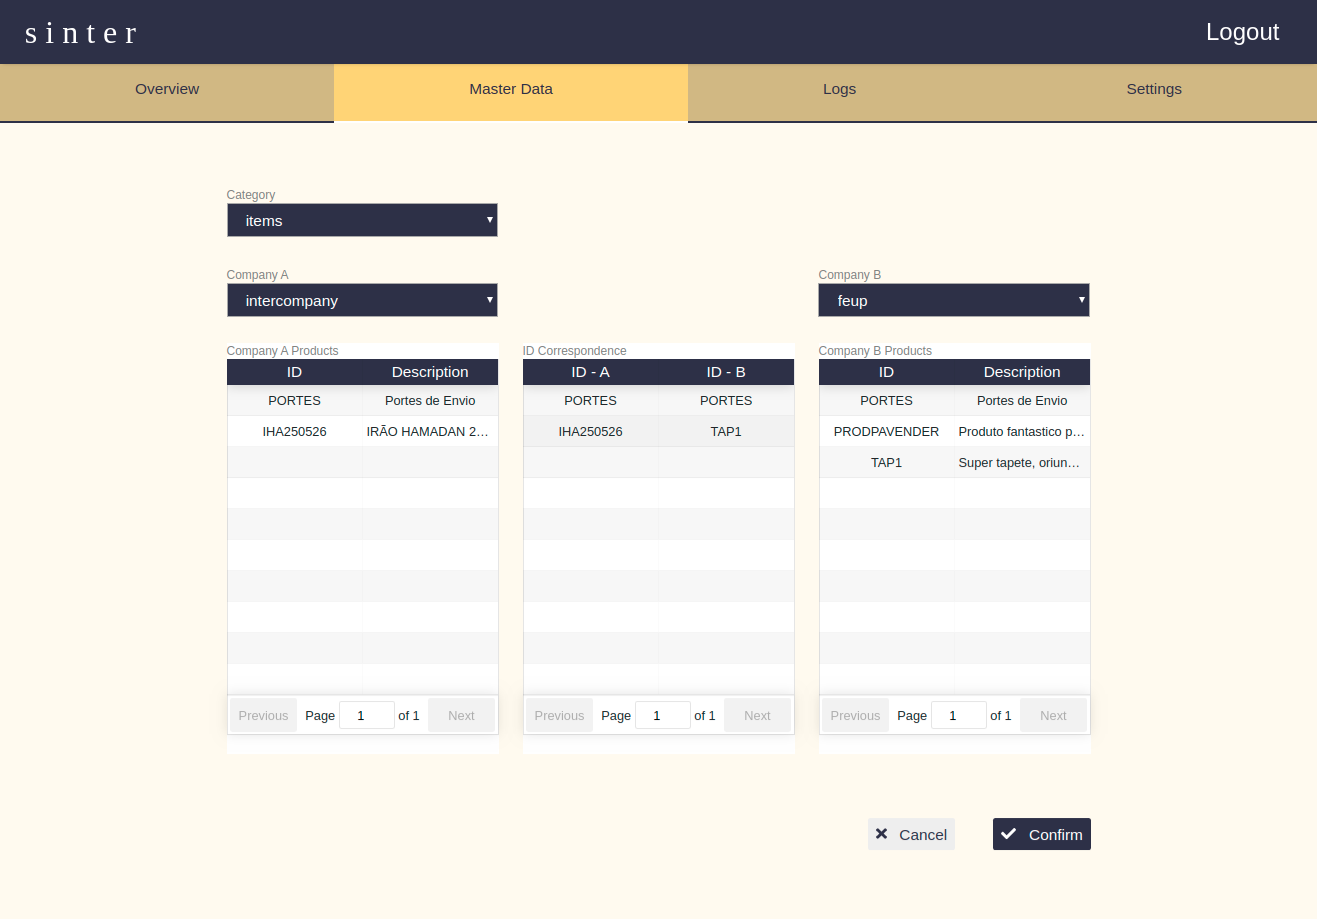 sinter
Logout
Overview
Master Data
Logs
Settings
Category
items
Company A
intercompany
Company B
feup
Company A Products
ID
Description
PORTES
Portes de Envio
IHA250526
IRÃO HAMADAN 2…
Previous
Page
1
of 1
Next
ID Correspondence
ID - A
ID - B
PORTES
PORTES
IHA250526
TAP1
Previous
Page
1
of 1
Next
Company B Products
ID
Description
PORTES
Portes de Envio
PRODPAVENDER
Produto fantastico p…
TAP1
Super tapete, oriun…
Previous
Page
1
of 1
Next
Cancel
Confirm